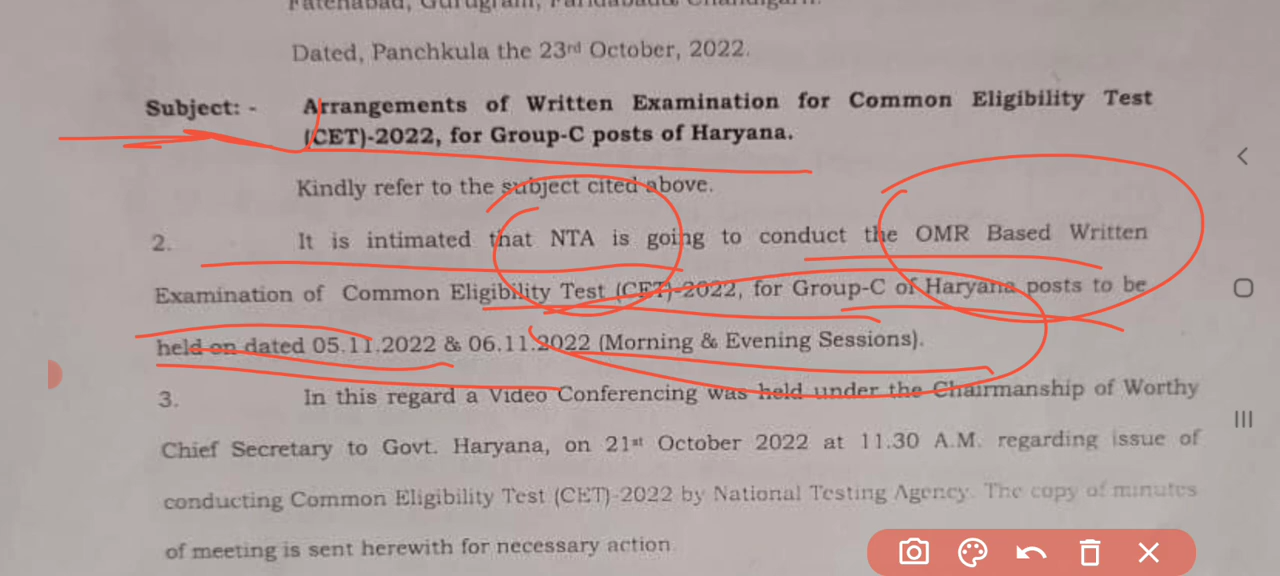 Fatehabad, Gurugram, Faridabad & Chandigarh.
Dated, Panchkula the 23rd October, 2022.
Subject: - Arrangements of Written Examination for Common Eligibility Test
(CET)-2022, for Group-C posts of Haryana.
Kindly refer to the subject cited above.
2. It is intimated that NTA is going to conduct the OMR Based Written
Examination of Common Eligibility Test (CET)-2022, for Group-C of Haryana posts to be
held on dated 05.11.2022 & 06.11.2022 (Morning & Evening Sessions).
3. In this regard a Video Conferencing was held under the Chairmanship of Worthy
Chief Secretary to Govt. Haryana, on 21st October 2022 at 11.30 A.M. regarding issue of
conducting Common Eligibility Test (CET)-2022 by National Testing Agency. The copy of minutes
of meeting is sent herewith for necessary action.